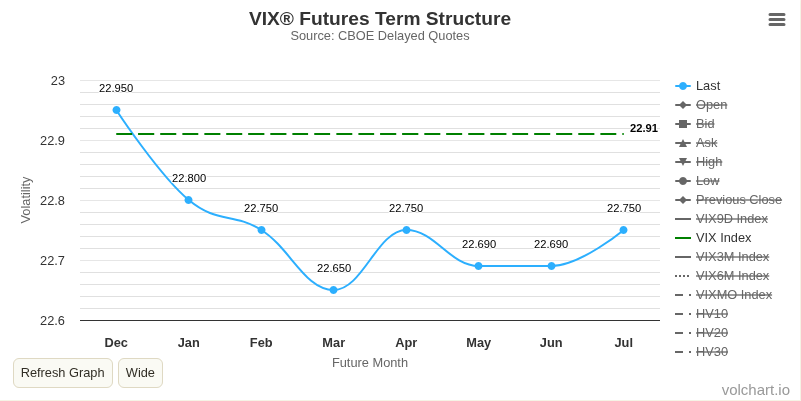 VIX® Futures Term Structure
Source: CBOE Delayed Quotes
Volatility
23
22.9
22.8
22.7
22.6
22.950
22.800
22.750
22.650
22.750
22.690
22.690
22.750
22.91
Dec Jan Feb Mar Apr May Jun Jul
Future Month
Last
Open
Bid
Ask
High
Low
Previous Close
VIX9D Index
VIX Index
VIX3M Index
VIX6M Index
VIXMO Index
HV10
HV20
HV30
Refresh Graph Wide
volchart.io